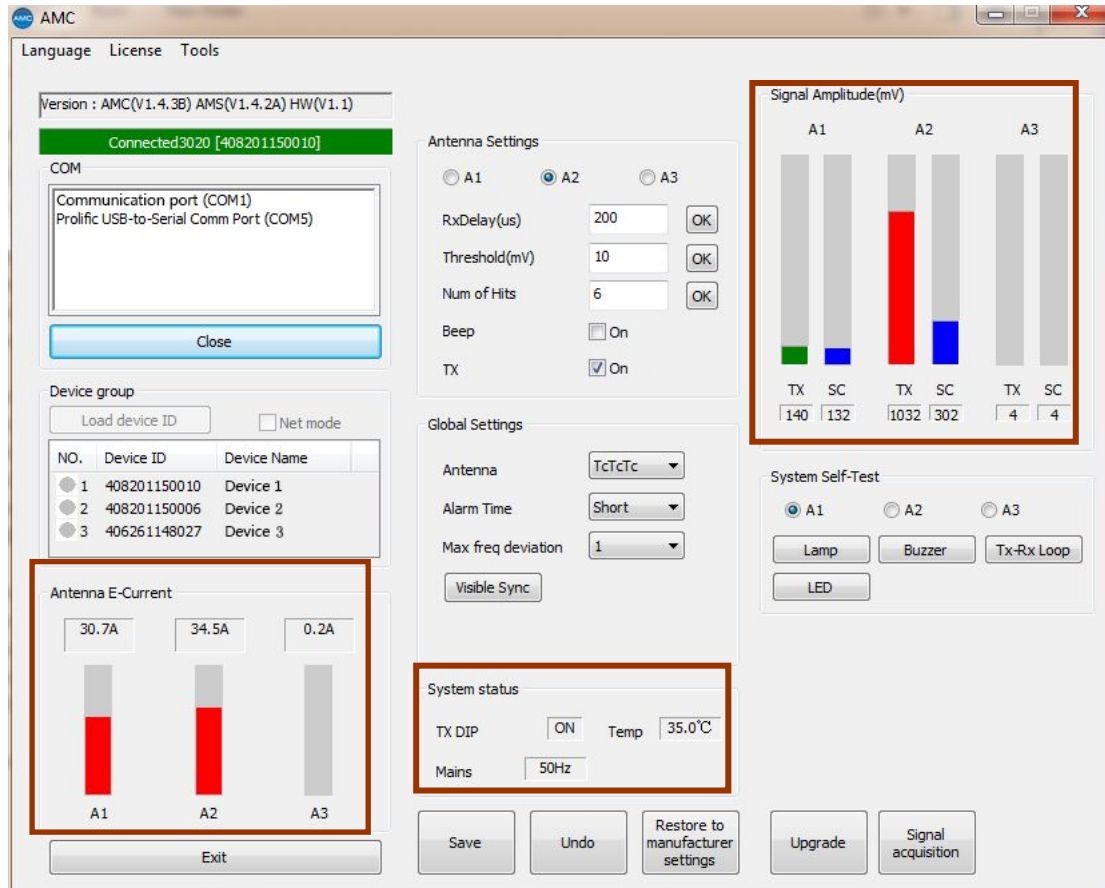 AMC AMC
Language License Tools
Version : AMC(V1.4.3B) AMS(V1.4.2A) HW(V1.1)
Connected3020 [408201150010]
COM
Communication port (COM1)
Prolific USB-to-Serial Comm Port (COM5)
Close
Device group
Load device ID Net mode
NO. Device ID Device Name
1 408201150010 Device 1
2 408201150006 Device 2
3 406261148027 Device 3
Antenna E-Current
30.7A 34.5A 0.2A
A1 A2 A3
Exit
Antenna Settings
A1 A2 A3
RxDelay(us) 200 OK
Threshold(mV) 10 OK
Num of Hits 6 OK
Beep On
TX On
Global Settings
Antenna TcTcTc
Alarm Time Short
Max freq deviation 1
Visible Sync
System status
TX DIP ON Temp 35.0℃
Mains 50Hz
Save Undo Restore to
manufacturer
settings
Signal Amplitude(mV)
A1 A2 A3
TX SC TX SC TX SC
140 132 1032 302 4 4
System Self-Test
A1 A2 A3
Lamp Buzzer Tx-Rx Loop
LED
Upgrade Signal
acquisition